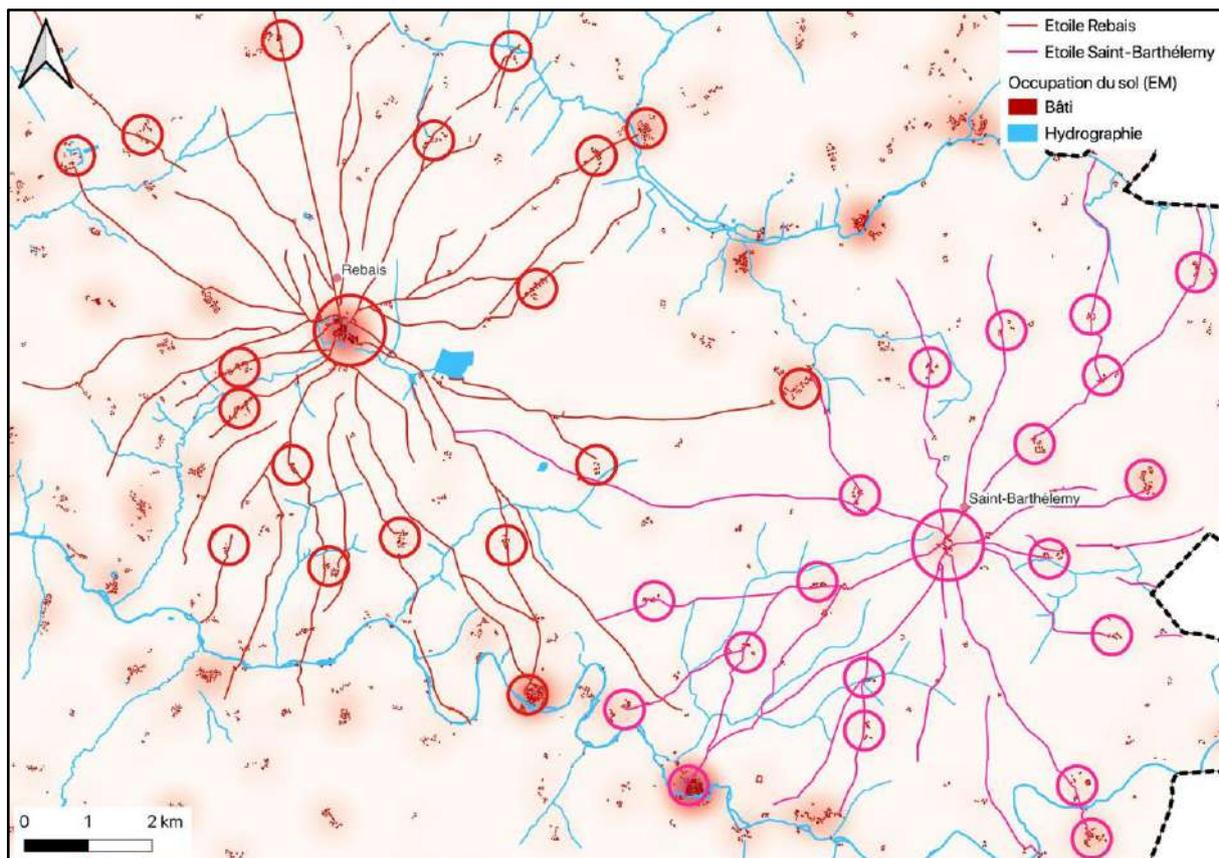 Etoile Rebais
Etoile Saint-Barthélemy
Occupation du sol (EM)
Bâti
Hydrographie
Rebais
Saint-Barthélemy
0 1 2 km